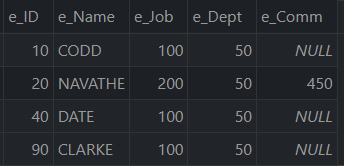 e_ID e_Name e_Job e_Dept e_Comm
10 CODD 100 50 NULL
20 NAVATHE 200 50 450
40 DATE 100 50 NULL
90 CLARKE 100 50 NULL